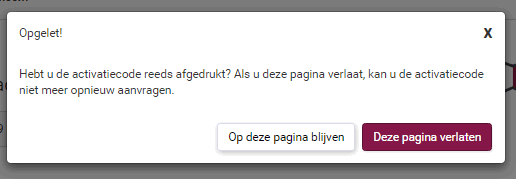 Opgelet!
X
Hebt u de activatiecode reeds afgedrukt? Als u deze pagina verlaat, kan u de activatiecode
niet meer opnieuw aanvragen.
Op deze pagina blijven
Deze pagina verlaten